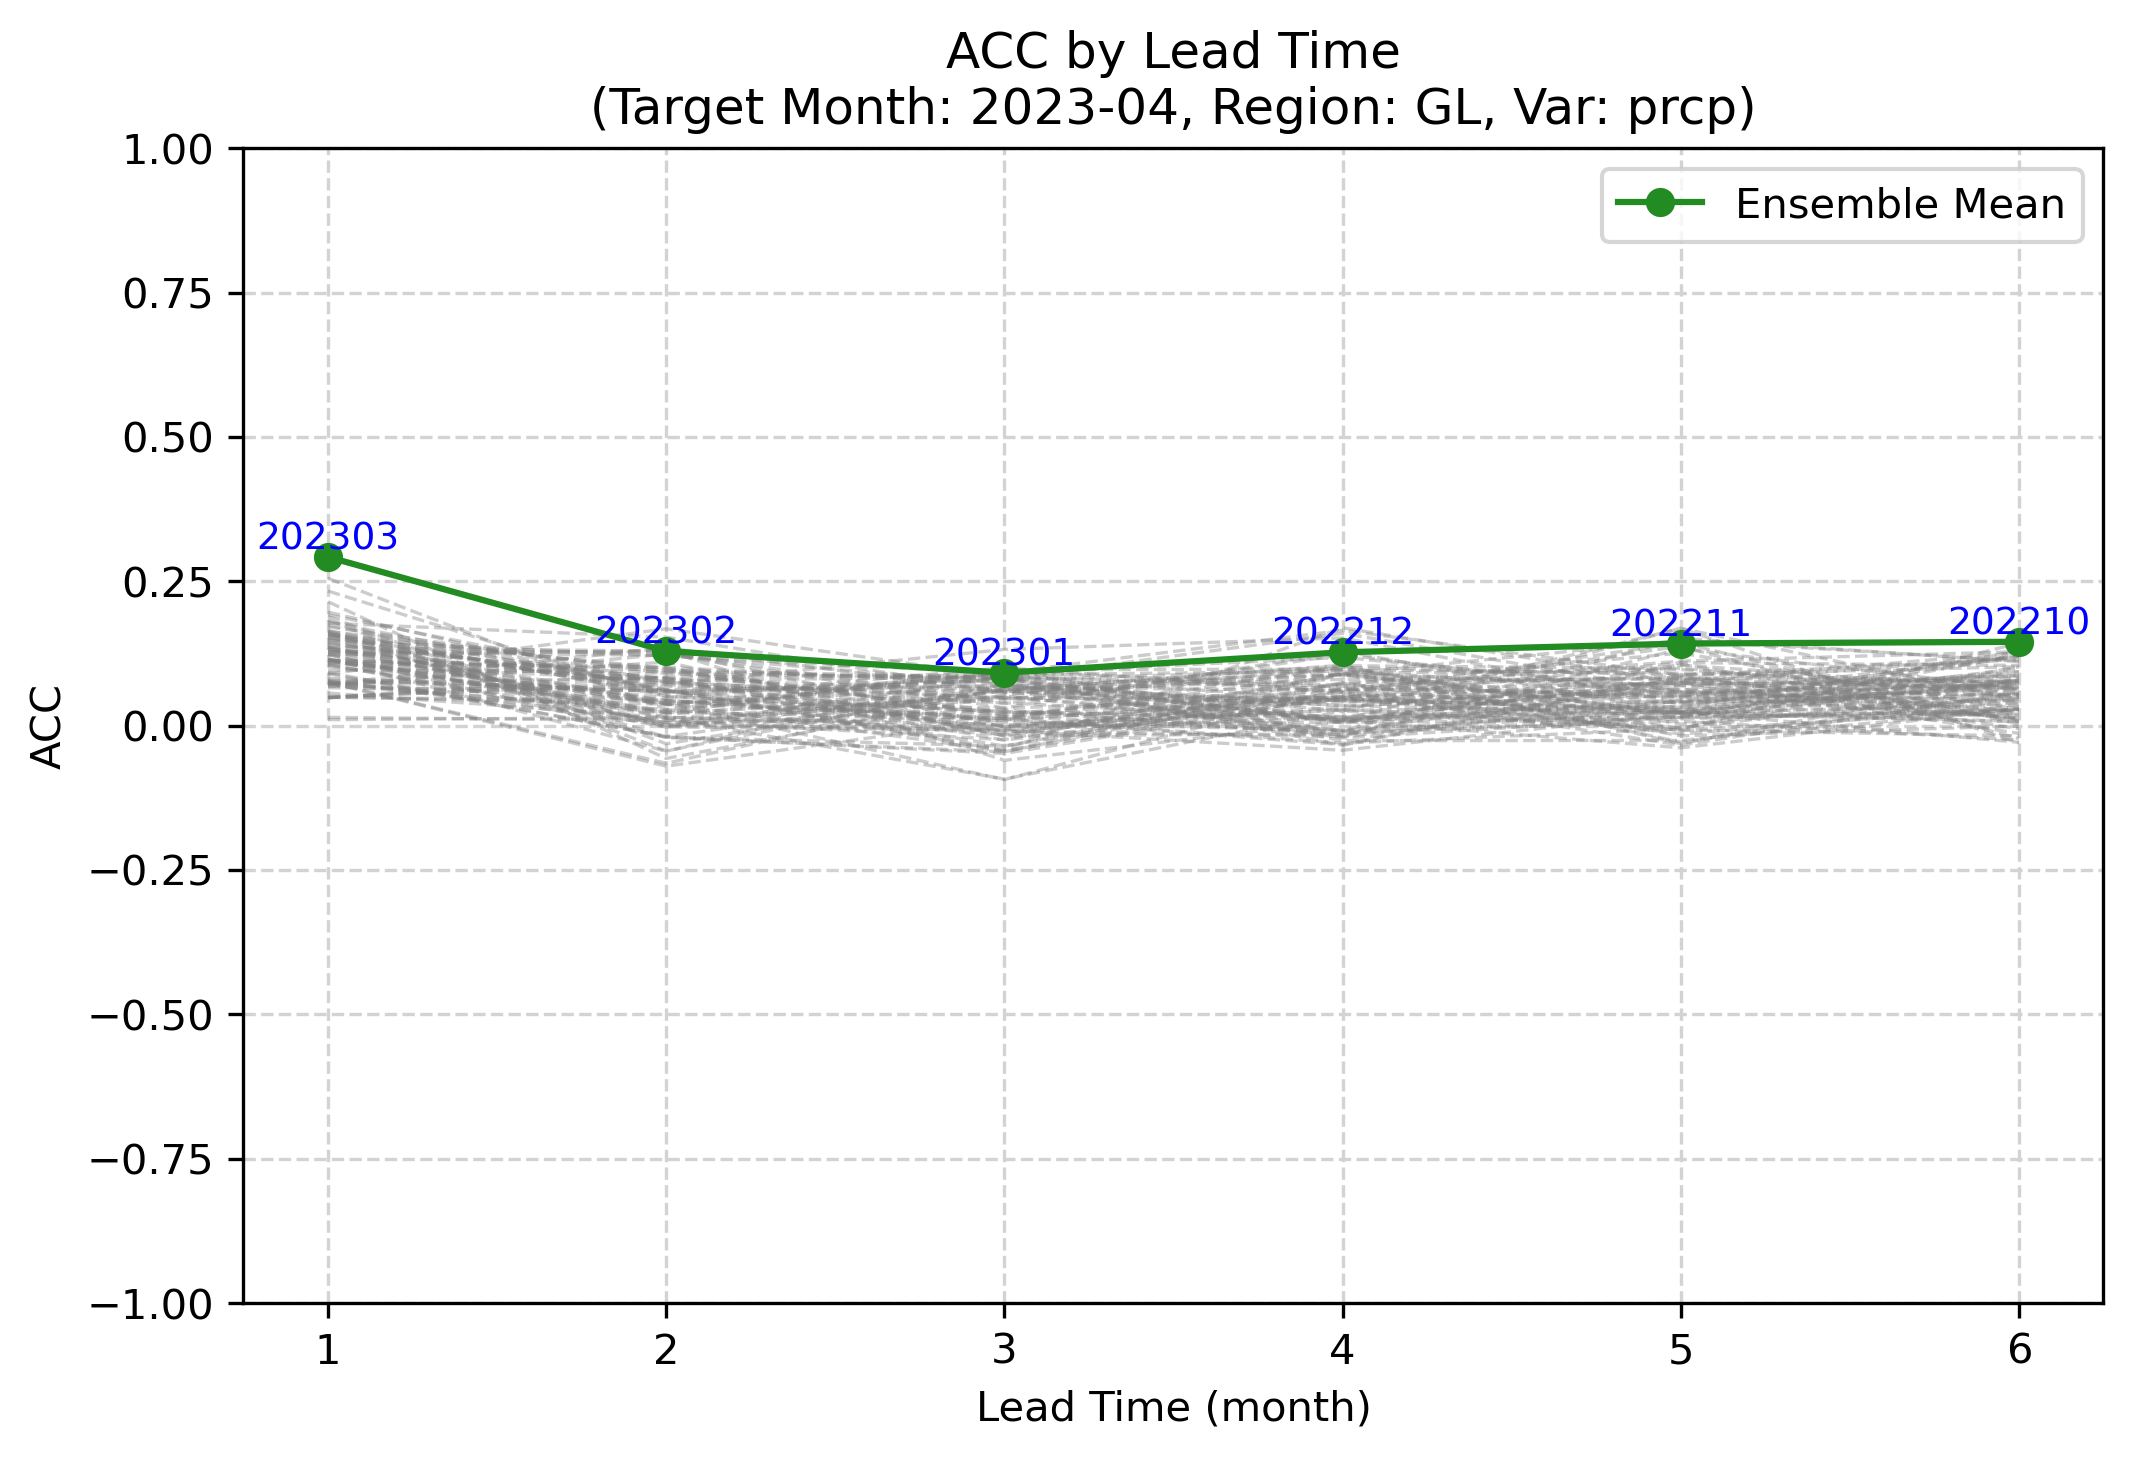 ACC by Lead Time
(Target Month: 2023-04, Region: GL, Var: prcp)
Ensemble Mean
ACC
1.00
0.75
0.50
0.25
0.00
−0.25
−0.50
−0.75
−1.00
202303
202302
202301
202212
202211
202210
1 2 3 4 5 6
Lead Time (month)